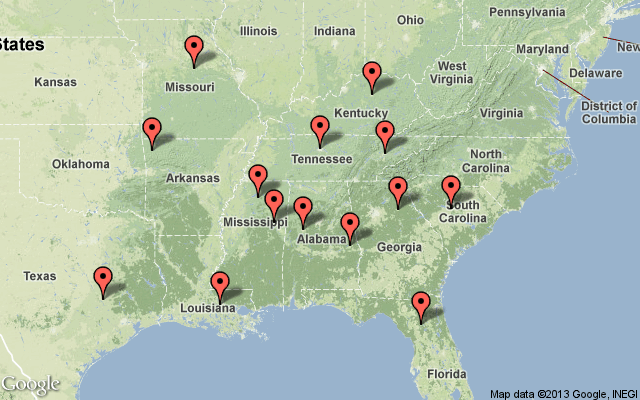 Pennsylvania
Ohio
Illinois
Indiana
States
Maryland
New
Kansas
West
Virginia
Delaware
Missouri
Kentucky
Virginia
District of
Columbia
Oklahoma
Tennessee
North
Carolina
Arkansas
South
Carolina
Mississippi
Alabama
Georgia
Texas
Louisiana
Florida
Google
Map data ©2013 Google, INEGI